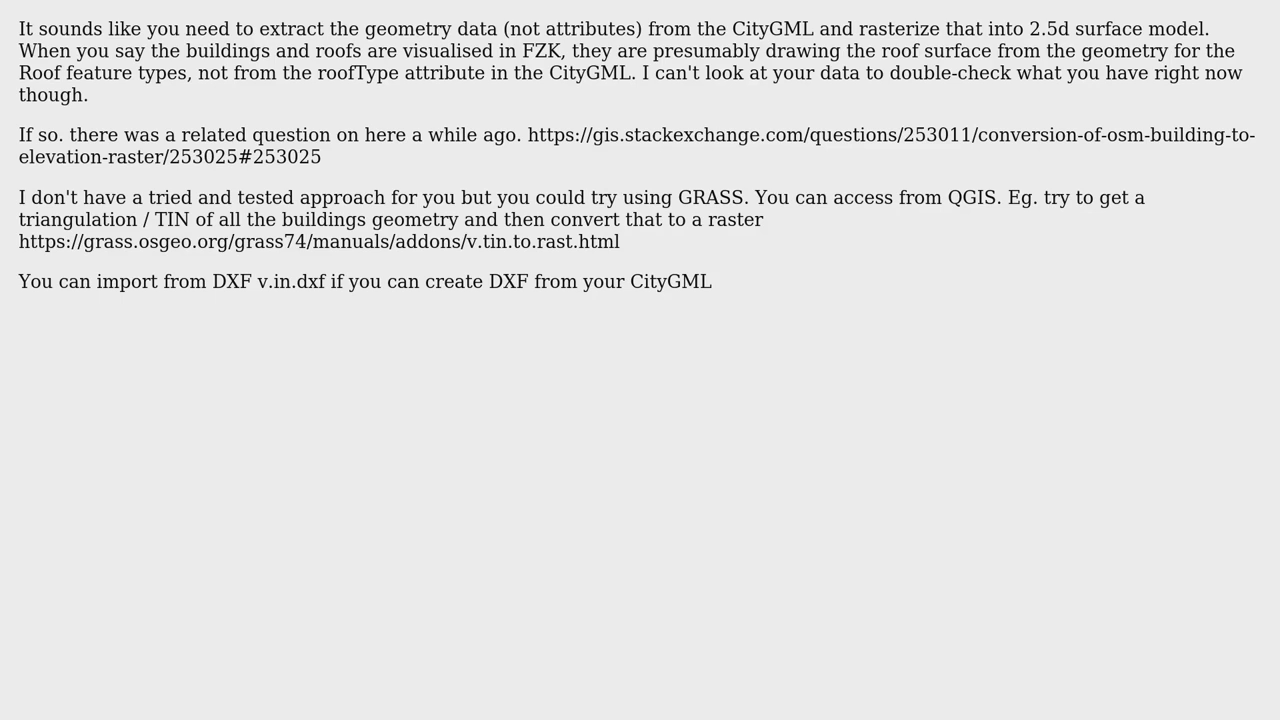 It sounds like you need to extract the geometry data (not attributes) from the CityGML and rasterize that into 2.5d surface model.
When you say the buildings and roofs are visualised in FZK, they are presumably drawing the roof surface from the geometry for the
Roof feature types, not from the roofType attribute in the CityGML. I can't look at your data to double-check what you have right now
though.
If so. there was a related question on here a while ago. https://gis.stackexchange.com/questions/253011/conversion-of-osm-building-to-
elevation-raster/253025#253025
I don't have a tried and tested approach for you but you could try using GRASS. You can access from QGIS. Eg. try to get a
triangulation / TIN of all the buildings geometry and then convert that to a raster
https://grass.osgeo.org/grass74/manuals/addons/v.tin.to.rast.html
You can import from DXF v.in.dxf if you can create DXF from your CityGML